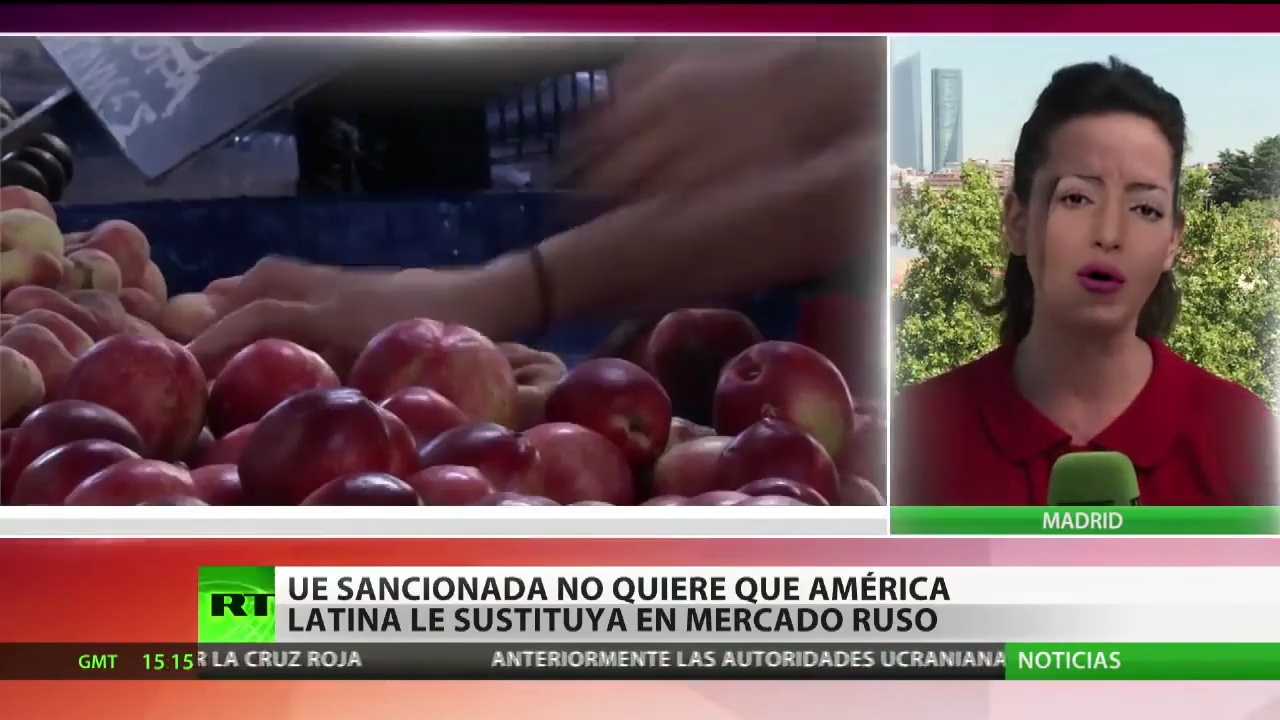 MADRID
RT
UE SANCIONADA NO QUIERE QUE AMÉRICA
LATINA LE SUSTITUYA EN MERCADO RUSO
GMT 15:15
R LA CRUZ ROJA ANTERIORMENTE LAS AUTORIDADES UCRANIANA
NOTICIAS